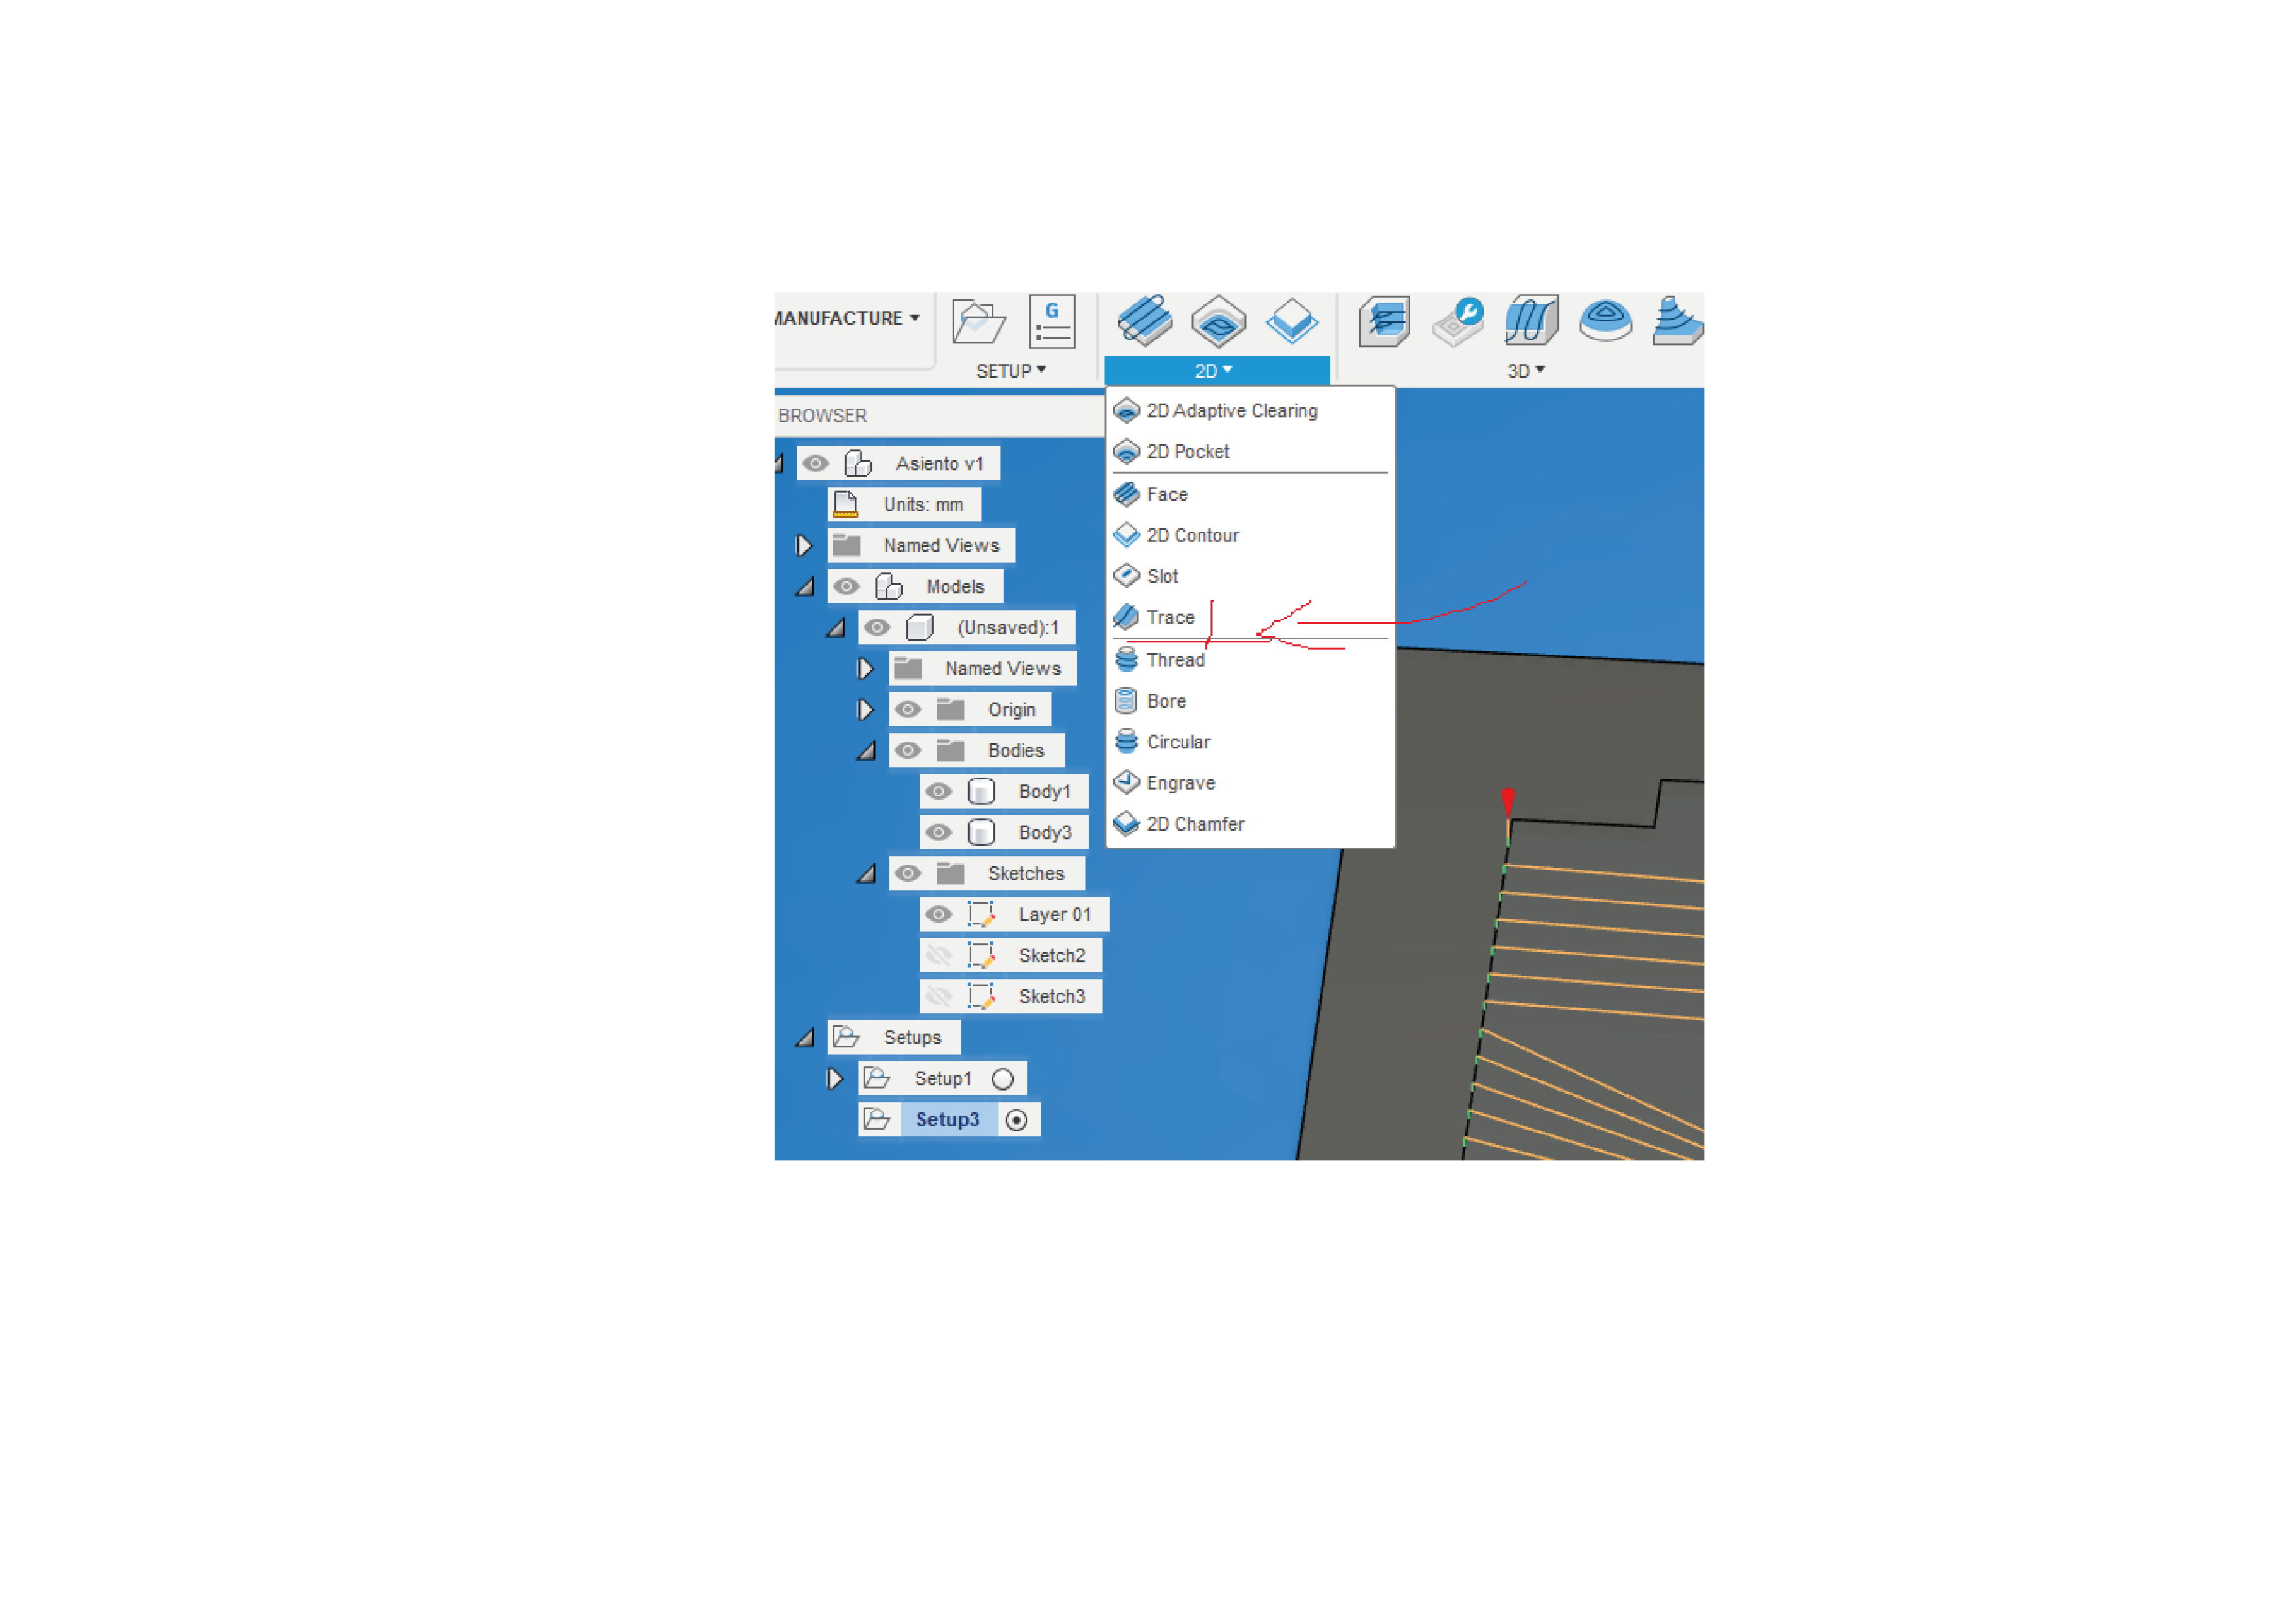 MANUFACTURE
G
SETUP
2D
3D
BROWSER
Asiento v1
Units: mm
Named Views
Models
(Unsaved):1
Named Views
Origin
Bodies
Body1
Body3
Sketches
Layer 01
Sketch2
Sketch3
Setups
Setup1
Setup3
2D Adaptive Clearing
2D Pocket
Face
2D Contour
Slot
Trace
Thread
Bore
Circular
Engrave
2D Chamfer